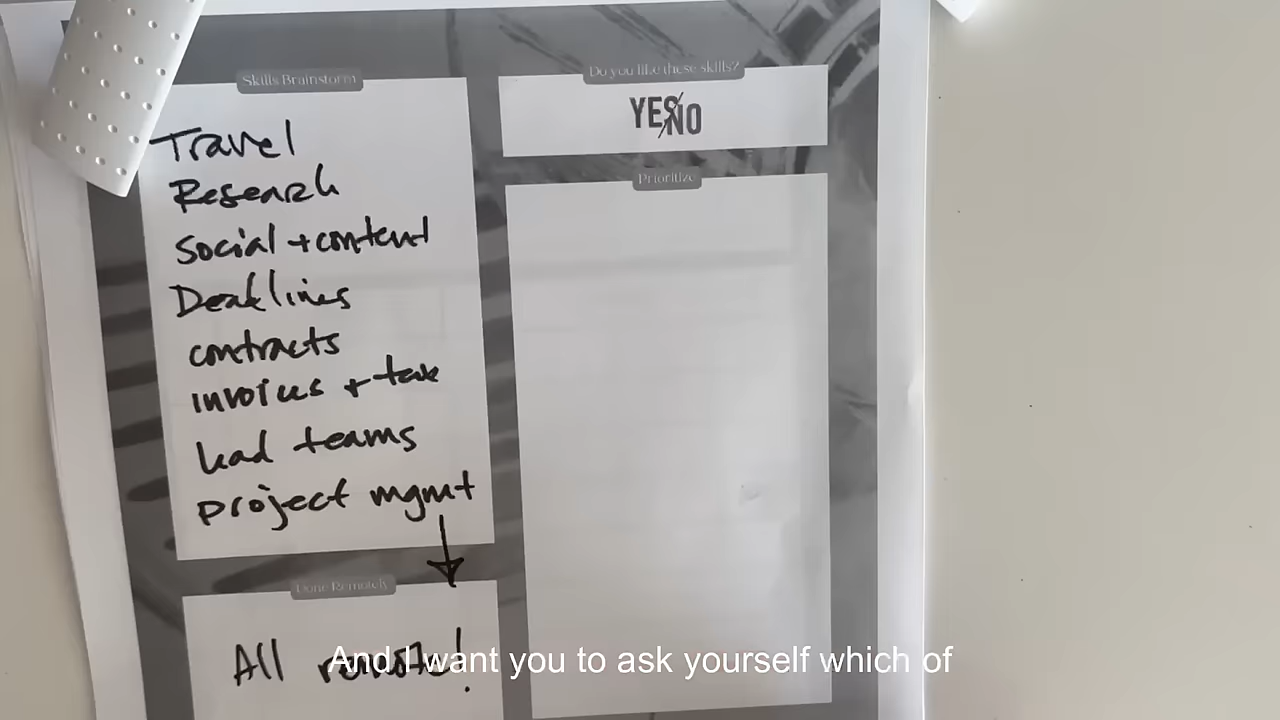 Skills Brainstorm
Travel
Research
Social + content
Deadlines
contracts
invoices + tax
lead teams
project mgmt
Done Remotely
All remote!
Do you like these skills?
YES/NO
Prioritize
And I want you to ask yourself which of